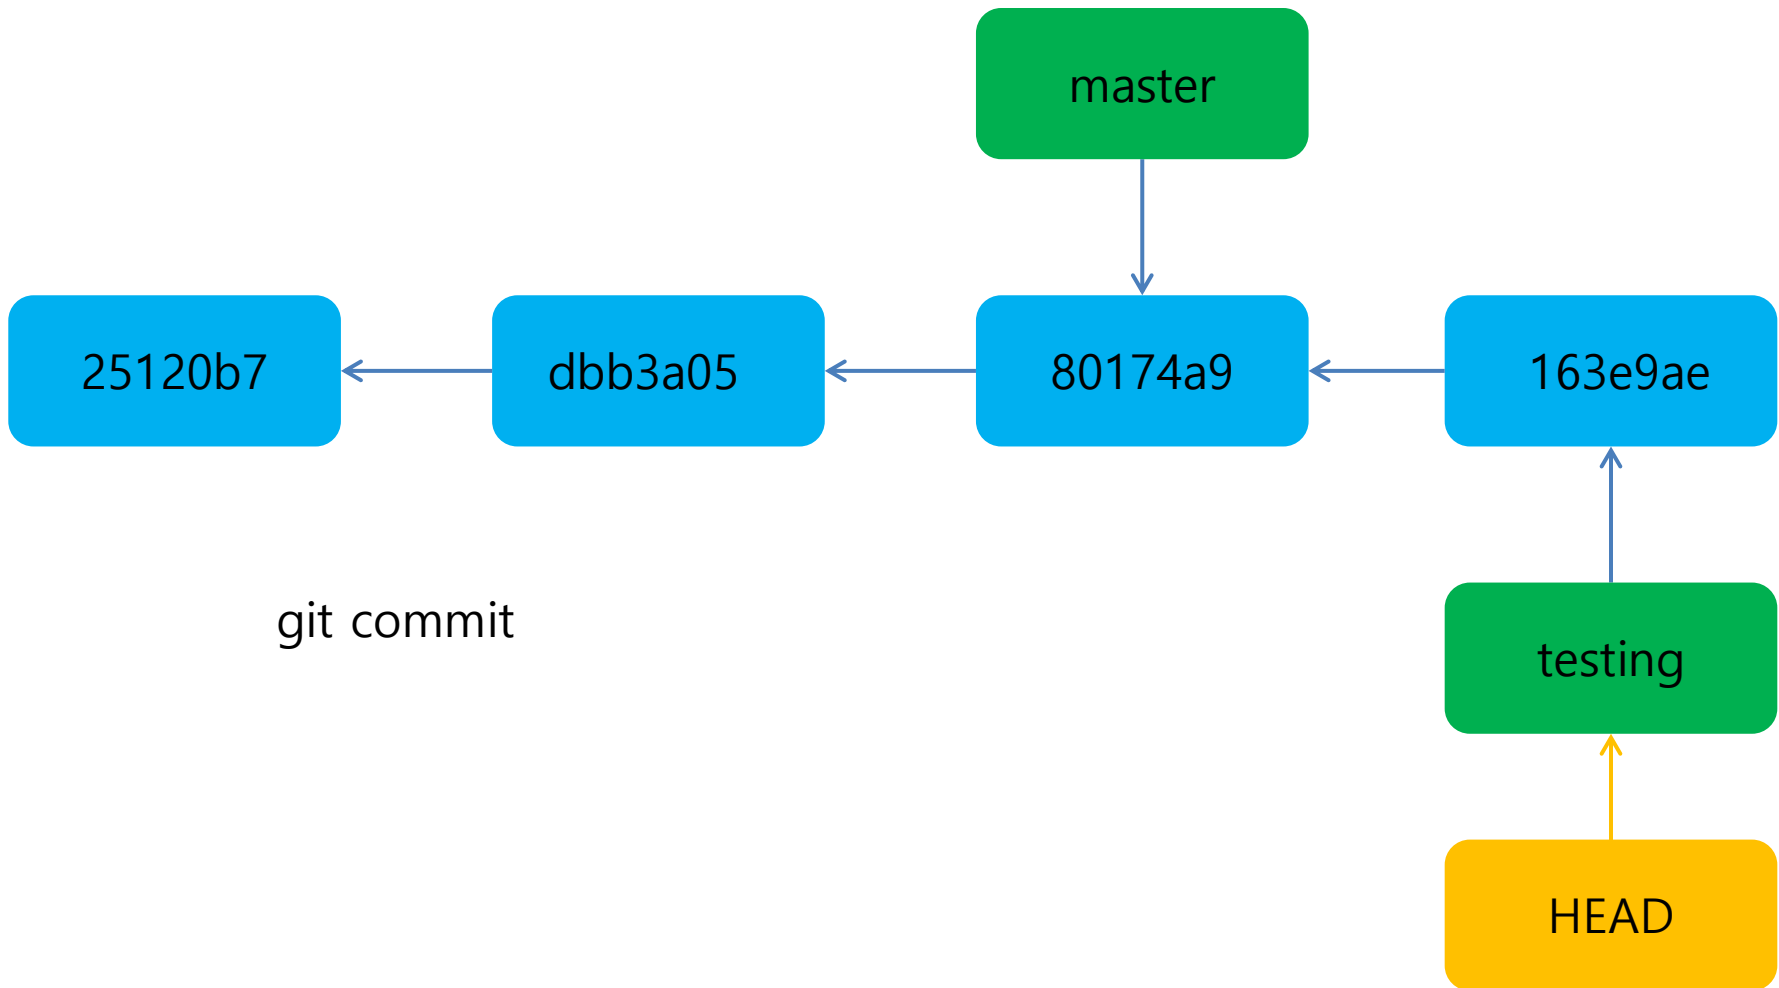 master
25120b7
dbb3a05
80174a9
163e9ae
git commit
testing
HEAD